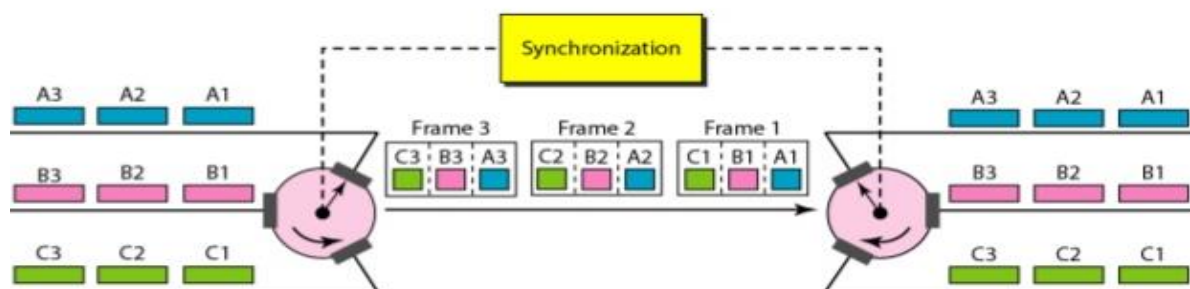 Synchronization
A3 A2 A1
A3 A2 A1
Frame 3 Frame 2 Frame 1
C3 B3 A3 C2 B2 A2 C1 B1 A1
B3 B2 B1
B3 B2 B1
C3 C2 C1
C3 C2 C1